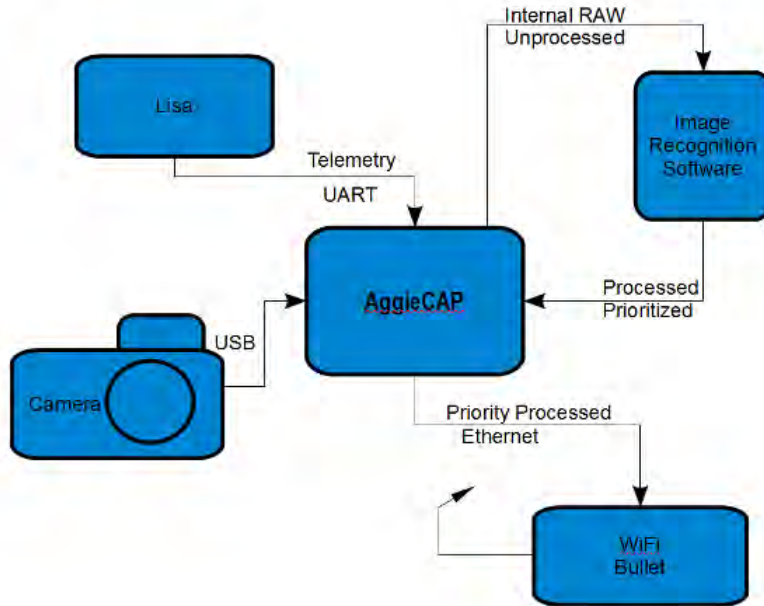 Internal RAW
Unprocessed
Lisa
Image
Recognition
Software
Telemetry
UART
AggieCAP
Processed
Prioritized
USB
Camera
Priority Processed
Ethernet
WiFi
Bullet